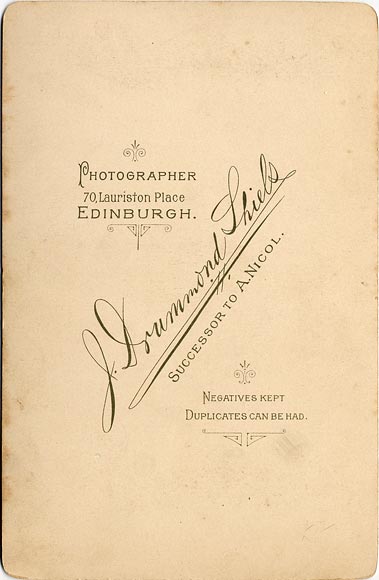 PHOTOGRAPHER
70, Lauriston Place
EDINBURGH.
J. Drummond Shiels
SUCCESSOR TO A. NICOL.
NEGATIVES KEPT
DUPLICATES CAN BE HAD.